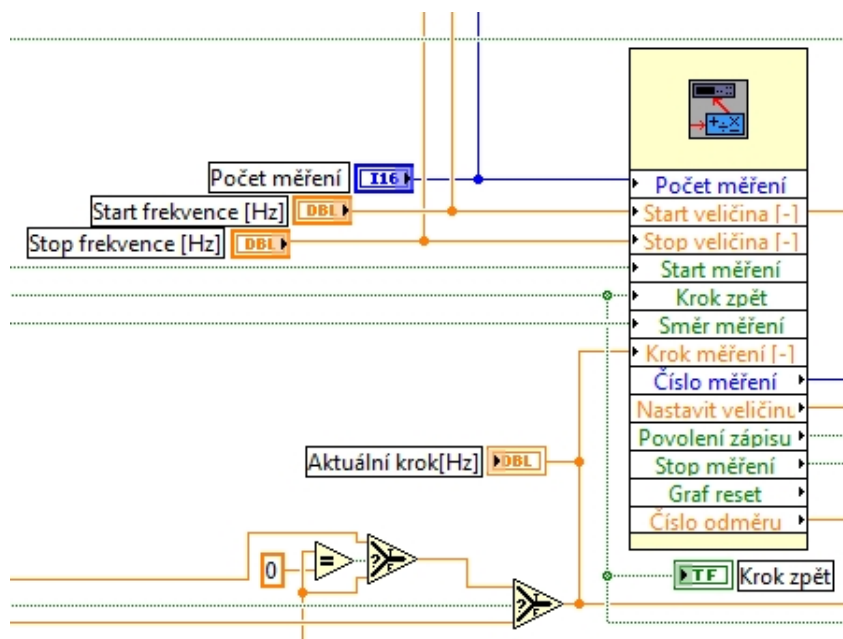 Počet měření
I16
Počet měření
Start frekvence [Hz]
DBL
Start veličina [-]
Stop frekvence [Hz]
DBL
Stop veličina [-]
Start měření
Krok zpět
Směr měření
Krok měření [-]
Číslo měření
Nastavit veličinu
Povolení zápisu
Aktuální krok[Hz]
DBL
Stop měření
Graf reset
Číslo odměru
0
=
?
T
F
TF
Krok zpět
?
T
F